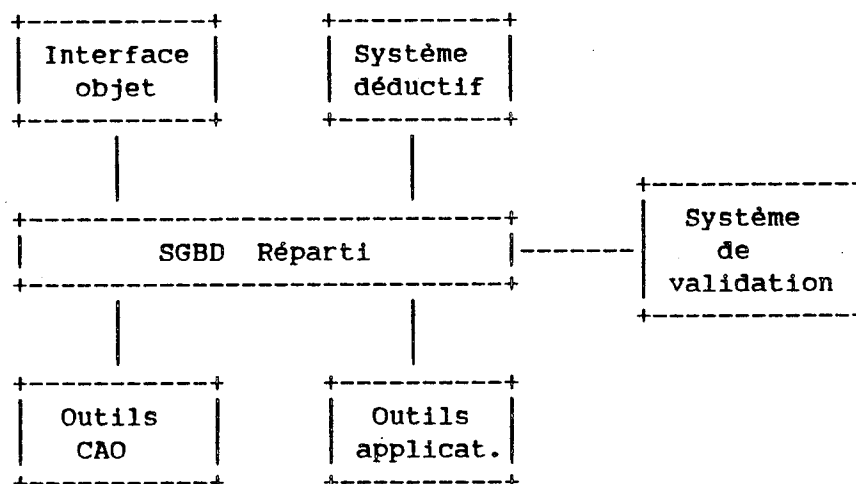 Interface
objet
Système
déductif
SGBD Réparti
Système
de
validation
Outils
CAO
Outils
applicat.